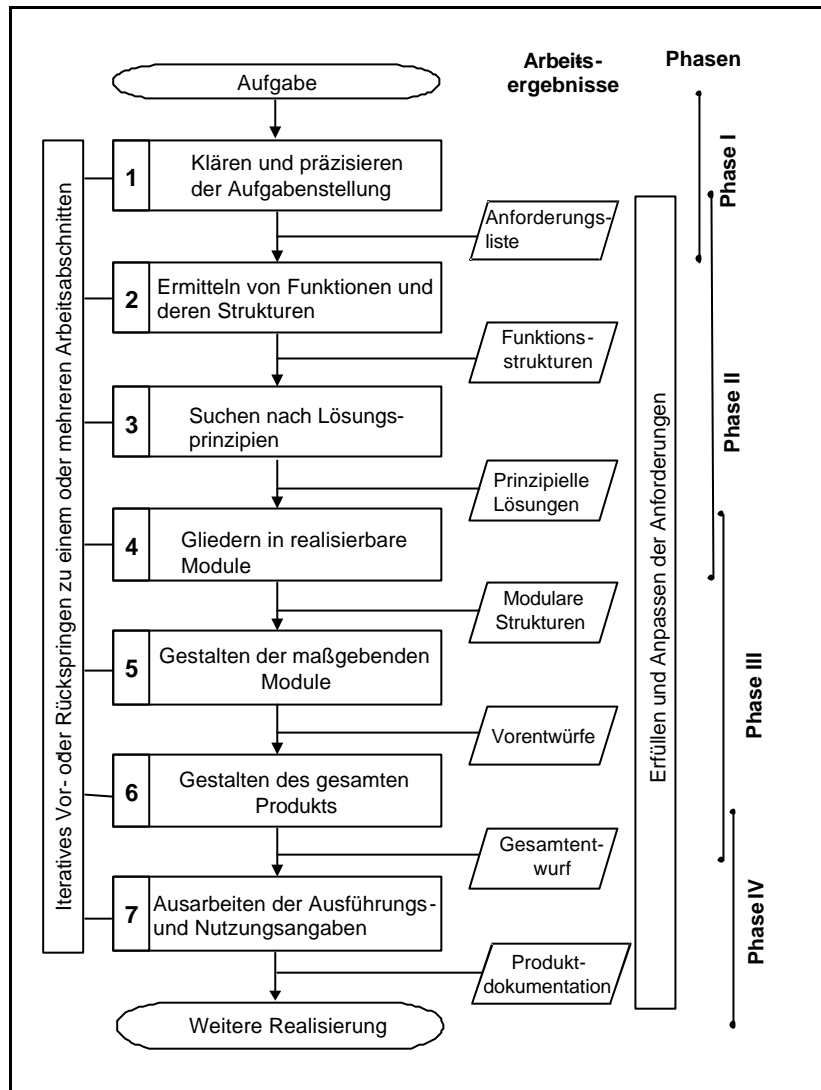 Aufgabe
Arbeits-
ergebnisse
Phasen
Iteratives Vor- oder Rückspringen zu einem oder mehreren Arbeitsabschnitten
1
Klären und präzisieren
der Aufgabenstellung
Anforderungs-
liste
2
Ermitteln von Funktionen und
deren Strukturen
Funktions-
strukturen
3
Suchen nach Lösungs-
prinzipien
Prinzipielle
Lösungen
4
Gliedern in realisierbare
Module
Modulare
Strukturen
5
Gestalten der maßgebenden
Module
Vorentwürfe
6
Gestalten des gesamten
Produkts
Gesamtent-
wurf
7
Ausarbeiten der Ausführungs-
und Nutzungsangaben
Produkt-
dokumentation
Weitere Realisierung
Erfüllen und Anpassen der Anforderungen
Phase I
Phase II
Phase III
Phase IV